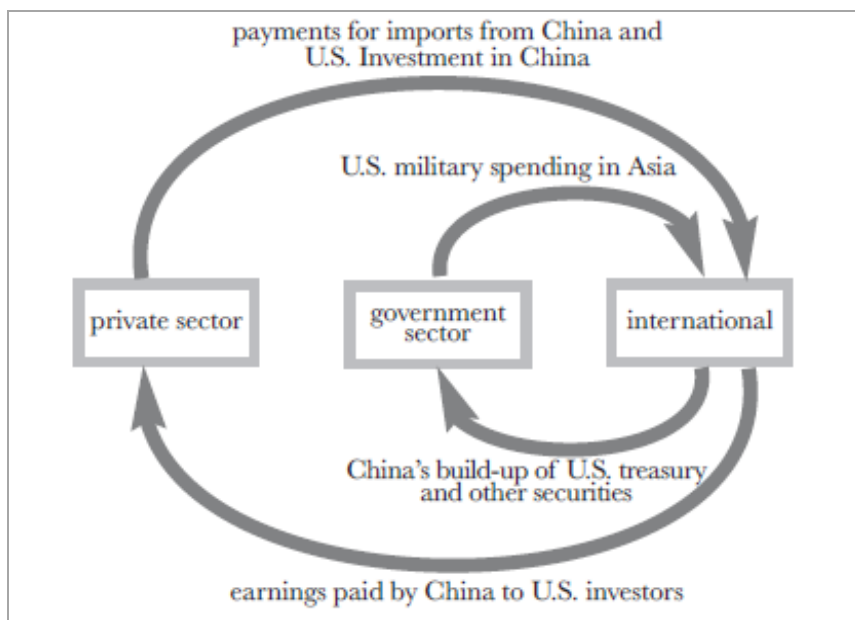 payments for imports from China and
U.S. Investment in China
U.S. military spending in Asia
private sector
government
sector
international
China's build-up of U.S. treasury
and other securities
earnings paid by China to U.S. investors